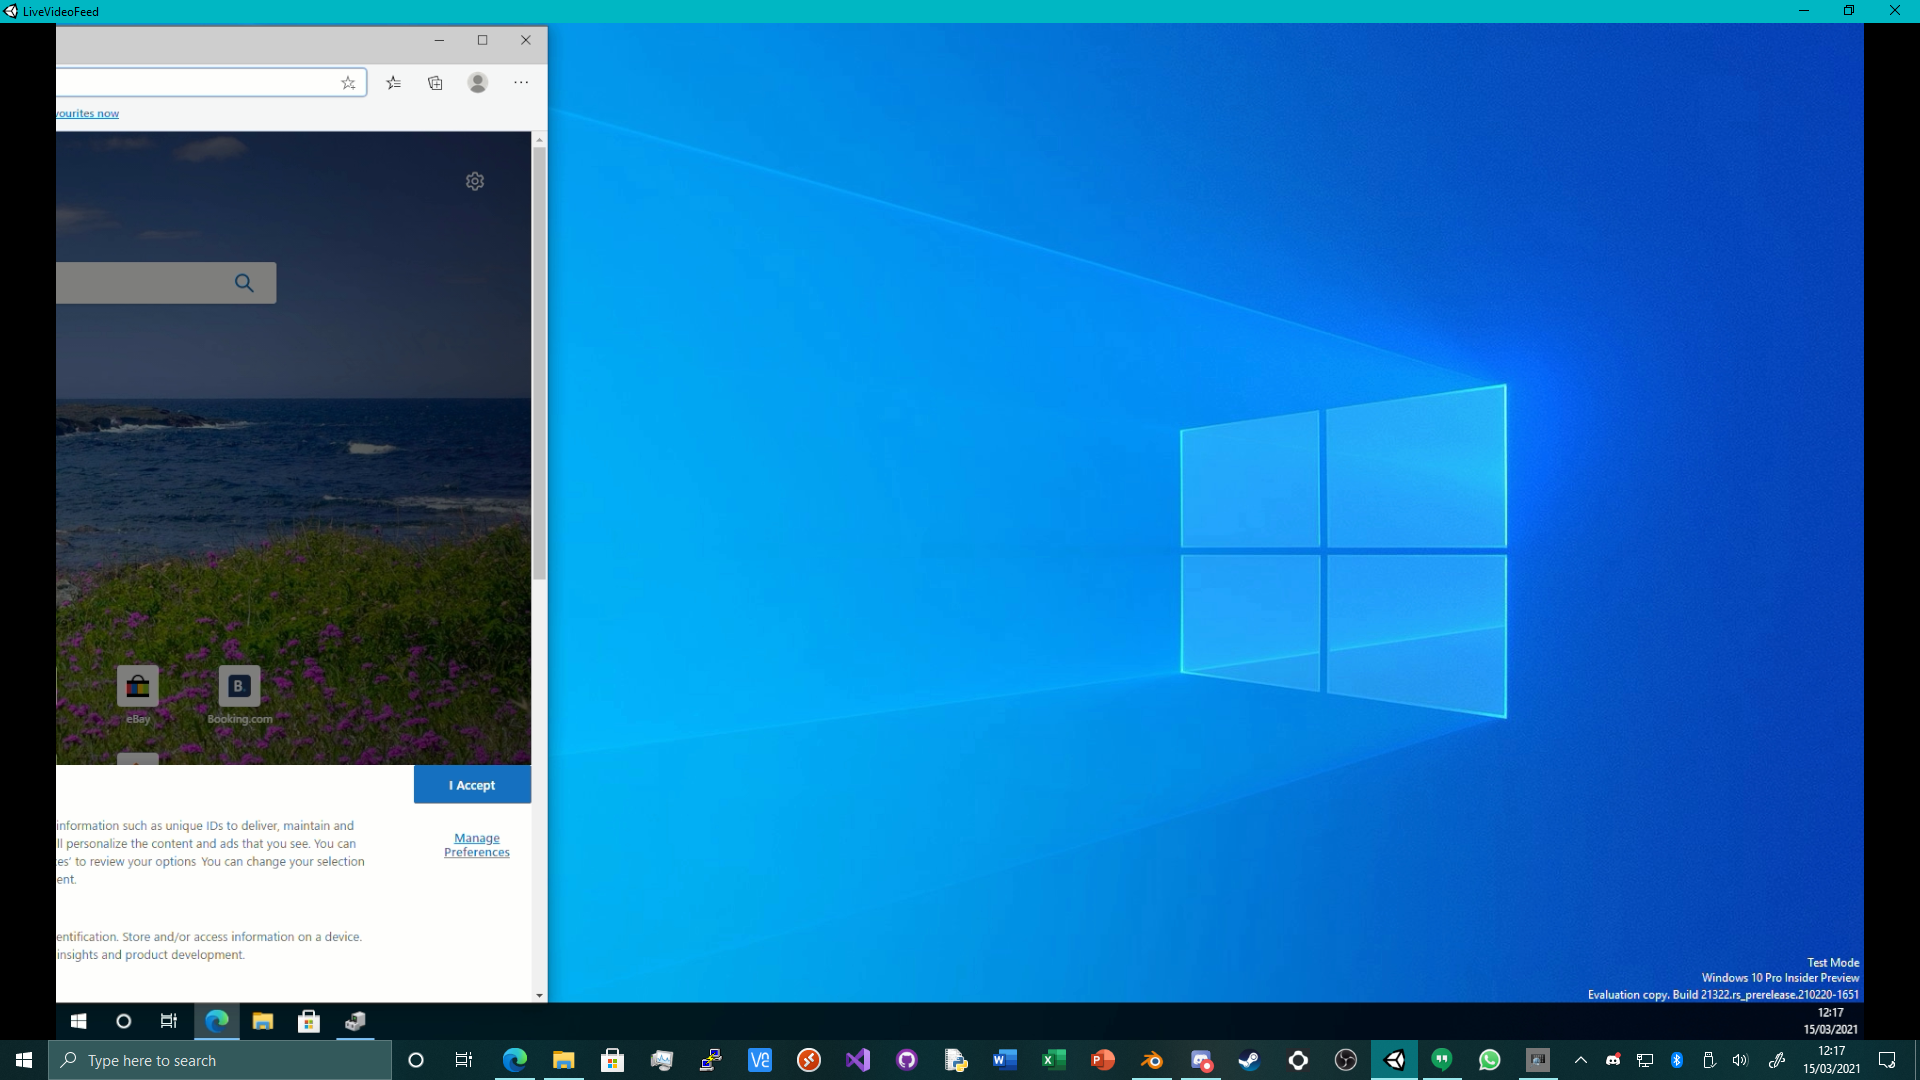 LiveVideoFeed
vourites now
eBay
Booking.com
I Accept
information such as unique IDs to deliver, maintain and
ll personalize the content and ads that you see. You can
es' to review your options You can change your selection
ent.
Manage
Preferences
entification. Store and/or access information on a device.
insights and product development.
Test Mode
Windows 10 Pro Insider Preview
Evaluation copy. Build 21322.rs_prerelease.210220-1651
12:17
15/03/2021
Type here to search
12:17
15/03/2021